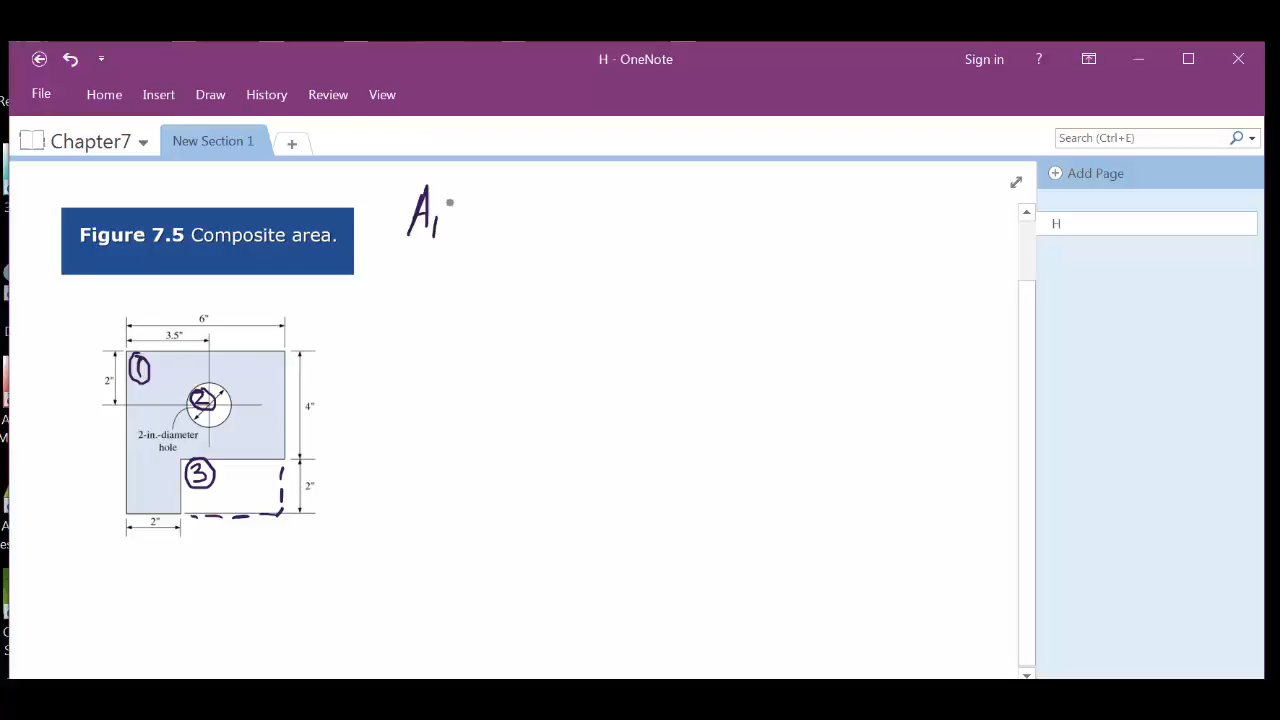 H - OneNote
Sign in
?
File
Home
Insert
Draw
History
Review
View
Chapter7
New Section 1
+
Search (Ctrl+E)
Add Page
H
Figure 7.5 Composite area.
A1
6"
3.5"
1
2"
2
4"
2-in.-diameter
hole
3
2"
2"